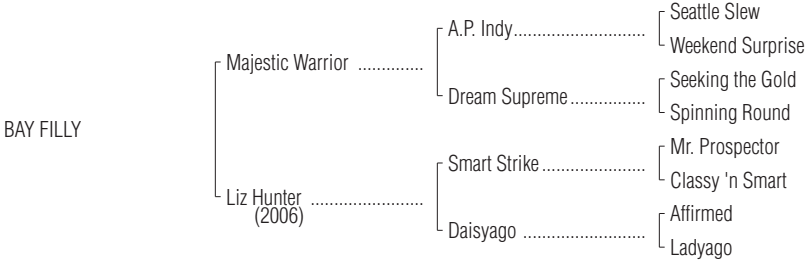 Seattle Slew
A.P. Indy............................
Weekend Surprise
Majestic Warrior ..............
Seeking the Gold
Dream Supreme................
Spinning Round
BAY FILLY
Mr. Prospector
Smart Strike......................
Classy 'n Smart
Liz Hunter ........................
(2006)
Affirmed
Daisyago ..........................
Ladyago